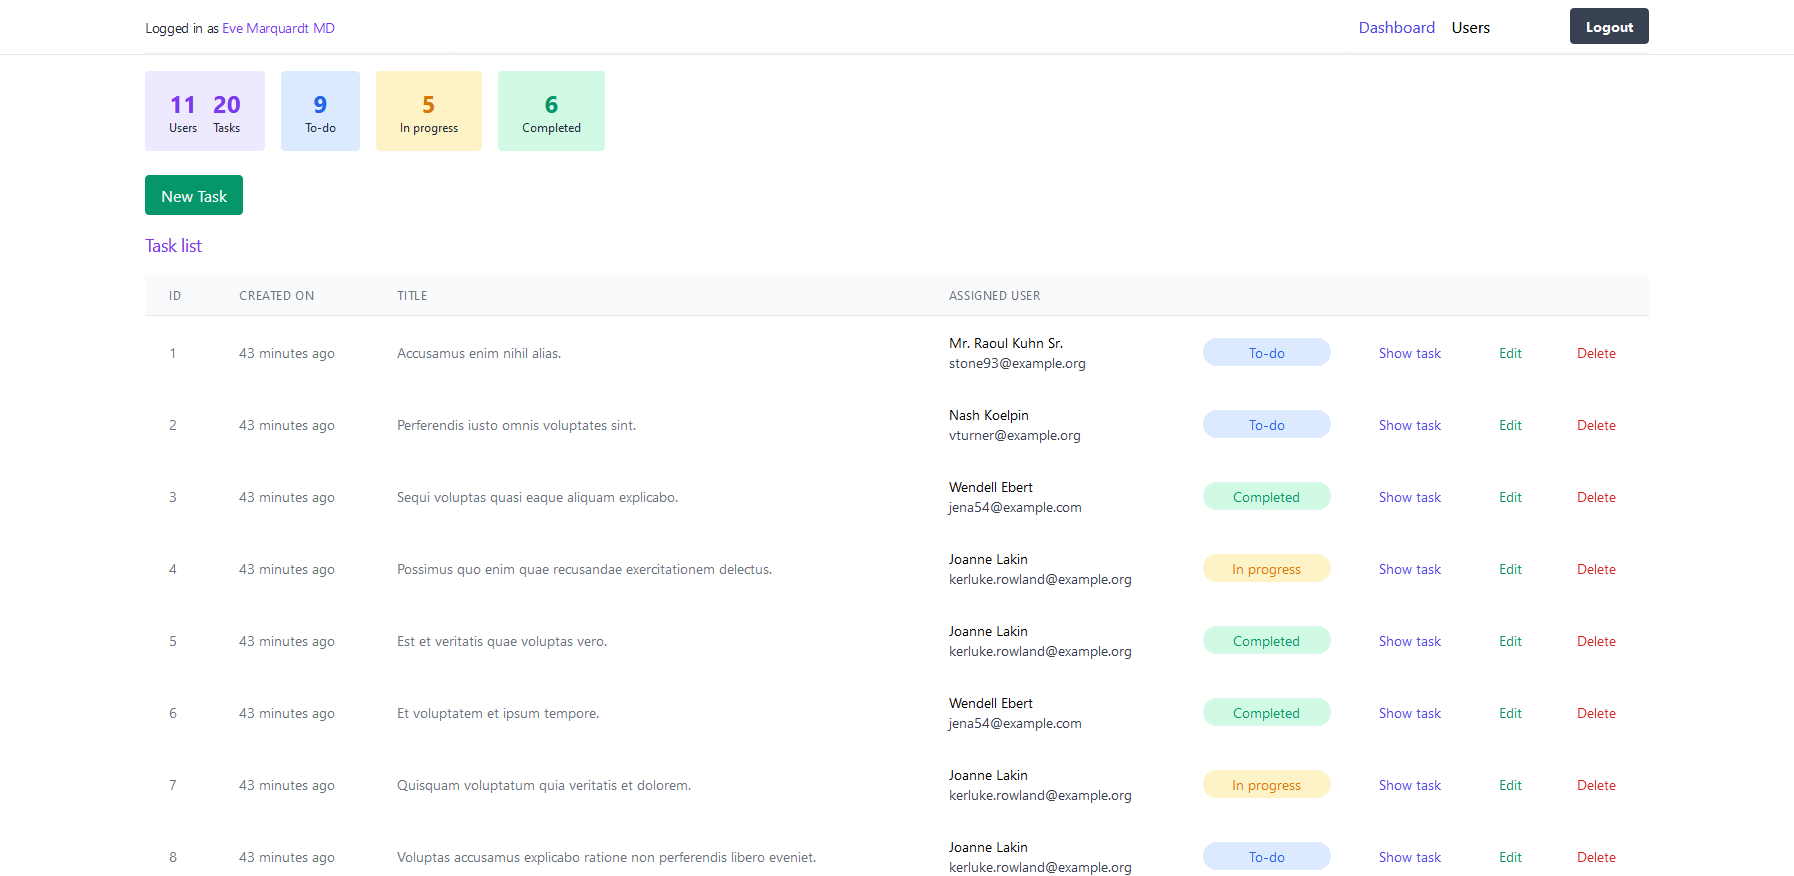 Logged in as Eve Marquardt MD Dashboard Users Logout
11 20 9 5 6
Users Tasks To-do In progress Completed
New Task
Task list
ID CREATED ON TITLE ASSIGNED USER
1 43 minutes ago Accusamus enim nihil alias. Mr. Raoul Kuhn Sr. To-do Show task Edit Delete
stone93@example.org
2 43 minutes ago Perferendis iusto omnis voluptates sint. Nash Koelpin To-do Show task Edit Delete
vturner@example.org
3 43 minutes ago Sequi voluptas quasi eaque aliquam explicabo. Wendell Ebert Completed Show task Edit Delete
jena54@example.com
4 43 minutes ago Possimus quo enim quae recusandae exercitationem delectus. Joanne Lakin In progress Show task Edit Delete
kerluke.rowland@example.org
5 43 minutes ago Est et veritatis quae voluptas vero. Joanne Lakin Completed Show task Edit Delete
kerluke.rowland@example.org
6 43 minutes ago Et voluptatem et ipsum tempore. Wendell Ebert Completed Show task Edit Delete
jena54@example.com
7 43 minutes ago Quisquam voluptatum quia veritatis et dolorem. Joanne Lakin In progress Show task Edit Delete
kerluke.rowland@example.org
8 43 minutes ago Voluptas accusamus explicabo ratione non perferendis libero eveniet. Joanne Lakin To-do Show task Edit Delete
kerluke.rowland@example.org